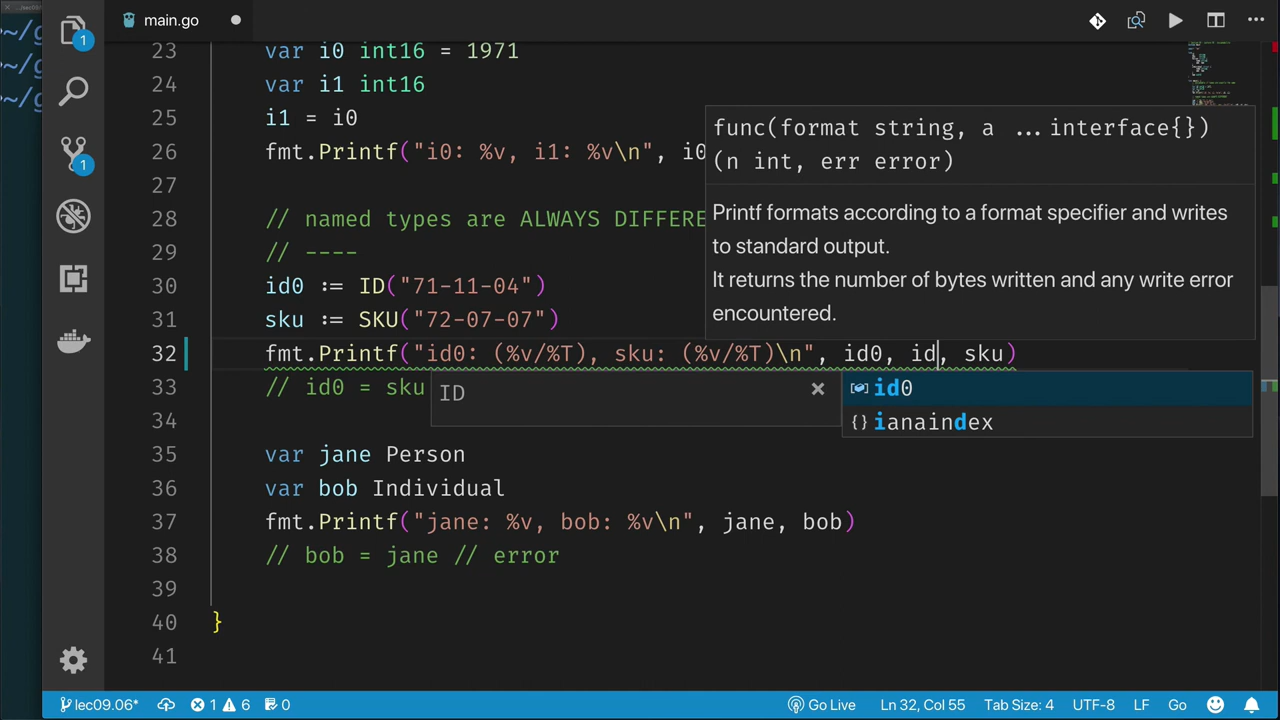 main.go
23 var i0 int16 = 1971
24 var i1 int16
25 i1 = i0
26 fmt.Printf("i0: %v, i1: %v\n", i0
27
28 // named types are ALWAYS DIFFERE
29 // ----
30 id0 := ID("71-11-04")
31 sku := SKU("72-07-07")
32 fmt.Printf("id0: (%v/%T), sku: (%v/%T)\n", id0, id, sku)
33 // id0 = sku
34
35 var jane Person
36 var bob Individual
37 fmt.Printf("jane: %v, bob: %v\n", jane, bob)
38 // bob = jane // error
39
40 }
41
func(format string, a ...interface{})
(n int, err error)
Printf formats according to a format specifier and writes
to standard output.
It returns the number of bytes written and any write error
encountered.
ID
id0
{} ianaindex
1
1
~/g
~/g
~/g
lec09.06* 1 6 0 Go Live Ln 32, Col 55 Tab Size: 4 UTF-8 LF Go